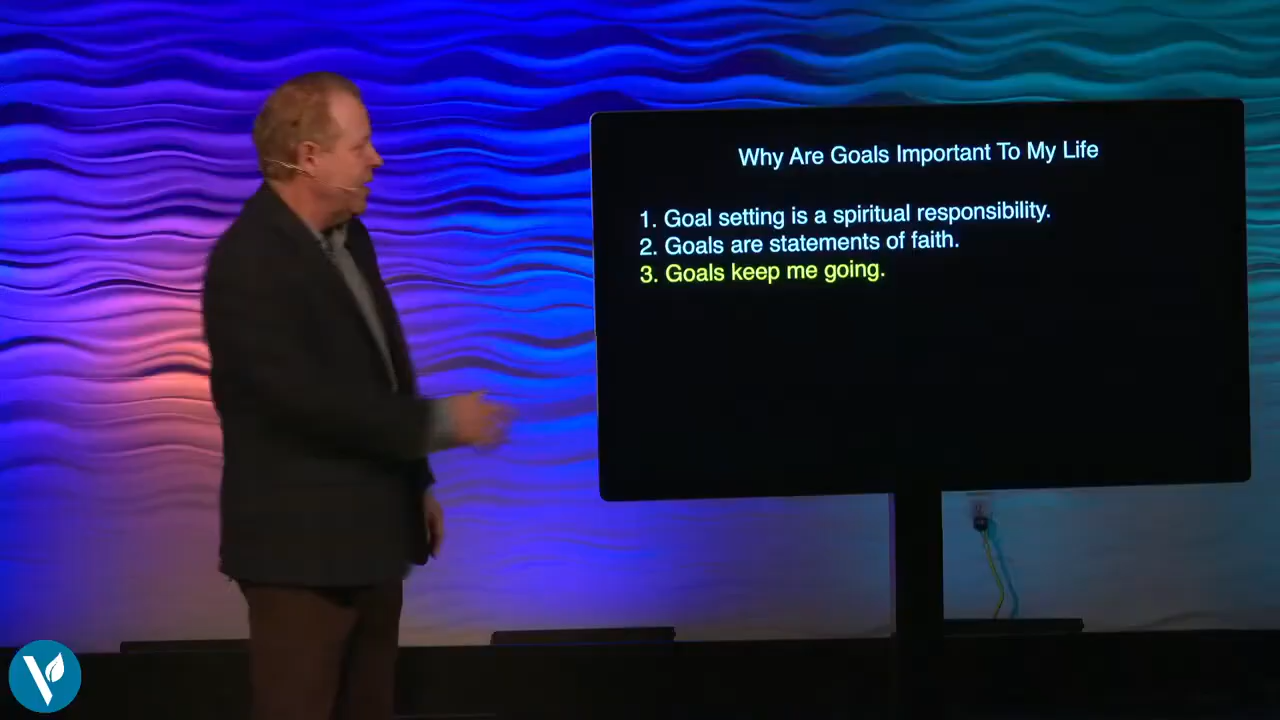 Why Are Goals Important To My Life
1. Goal setting is a spiritual responsibility.
2. Goals are statements of faith.
3. Goals keep me going.